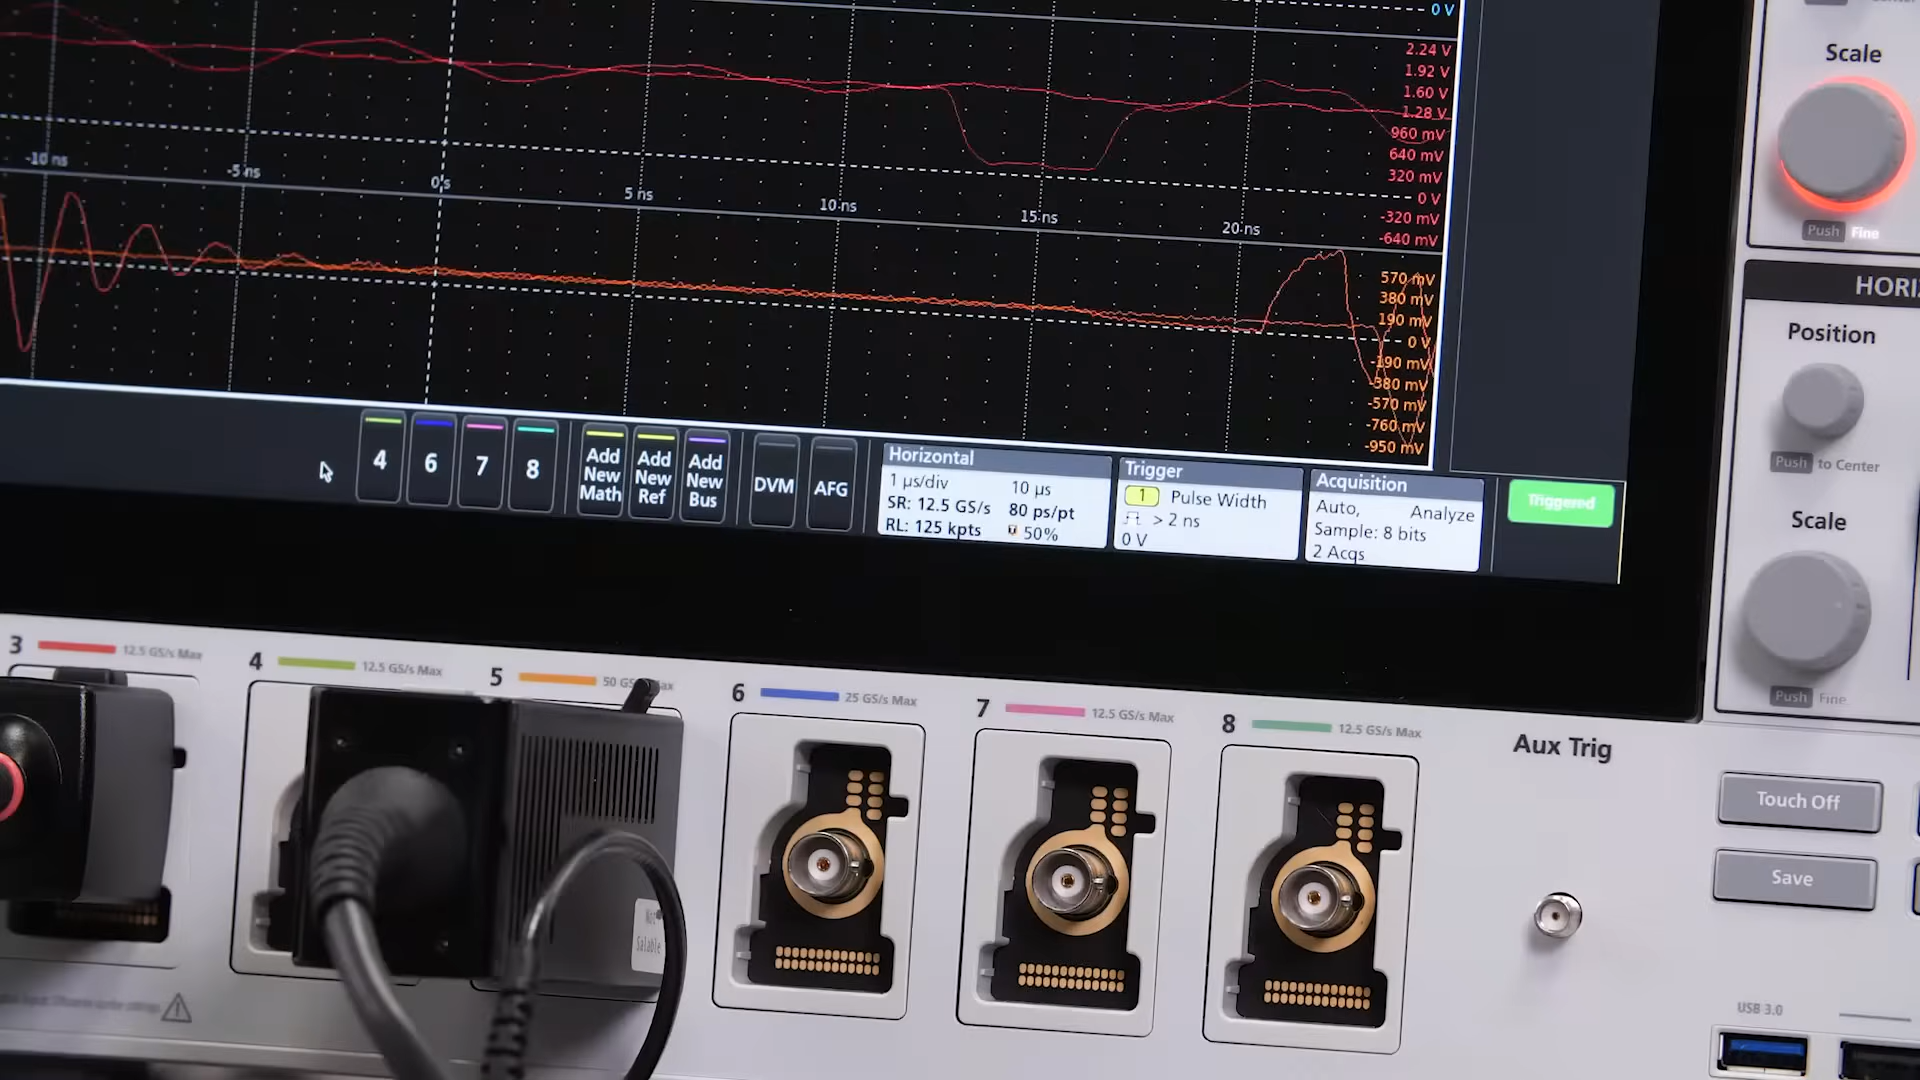 0 V
2.24 V
1.92 V
1.60 V
1.28 V
960 mV
640 mV
320 mV
0 V
-320 mV
-640 mV
-10 ns
-5 ns
0 s
5 ns
10 ns
15 ns
20 ns
570 mV
380 mV
190 mV
0 V
-190 mV
-380 mV
-570 mV
-760 mV
-950 mV
4
6
7
8
Add
New
Math
Add
New
Ref
Add
New
Bus
DVM
AFG
Horizontal
1 µs/div 10 µs
SR: 12.5 GS/s 80 ps/pt
RL: 125 kpts 50%
Trigger
1 Pulse Width
> 2 ns
0 V
Acquisition
Auto, Analyze
Sample: 8 bits
2 Acqs
Triggered
Scale
Push Fine
Position
Push to Center
Scale
Push Fine
3 12.5 GS/s Max
4 12.5 GS/s Max
5
6 25 GS/s Max
7 12.5 GS/s Max
8 12.5 GS/s Max
Aux Trig
Touch Off
Save
Not
Salable
USB 3.0